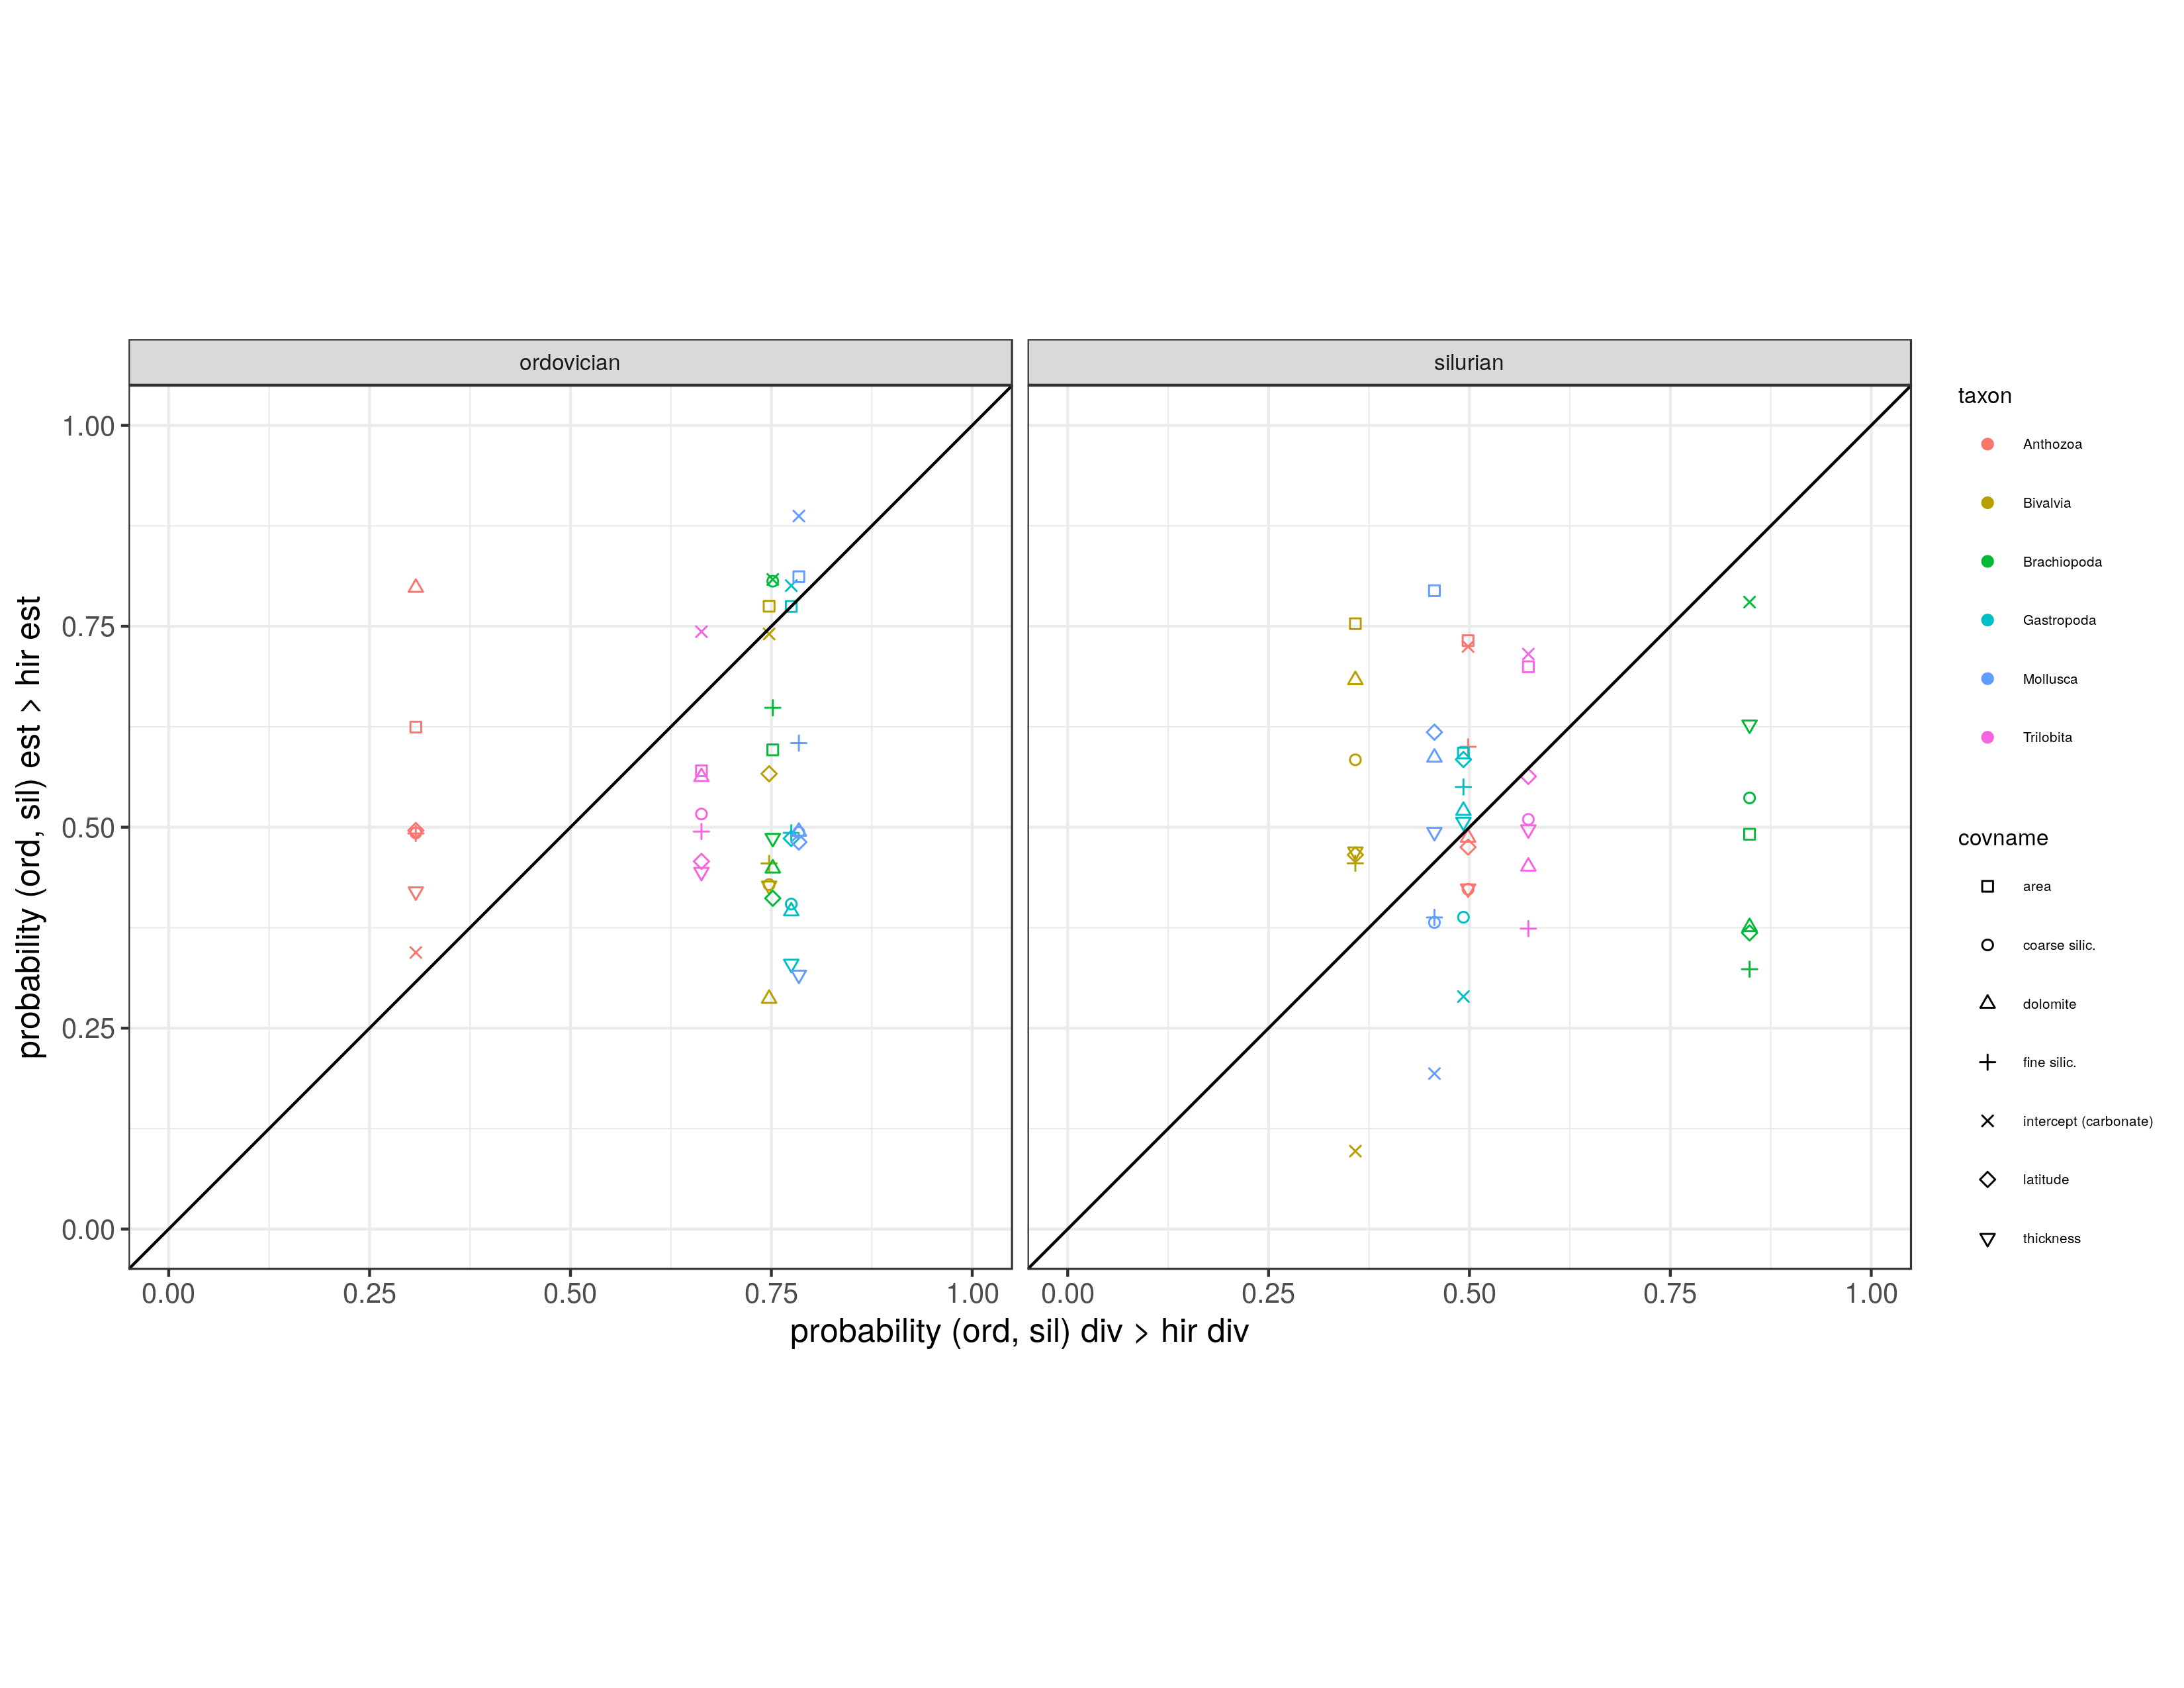 ordovician
silurian
probability (ord, sil) est > hir est
1.00
0.75
0.50
0.25
0.00
0.00
0.25
0.50
0.75
1.00
0.00
0.25
0.50
0.75
1.00
probability (ord, sil) div > hir div
taxon
Anthozoa
Bivalvia
Brachiopoda
Gastropoda
Mollusca
Trilobita
covname
area
coarse silic.
dolomite
fine silic.
intercept (carbonate)
latitude
thickness